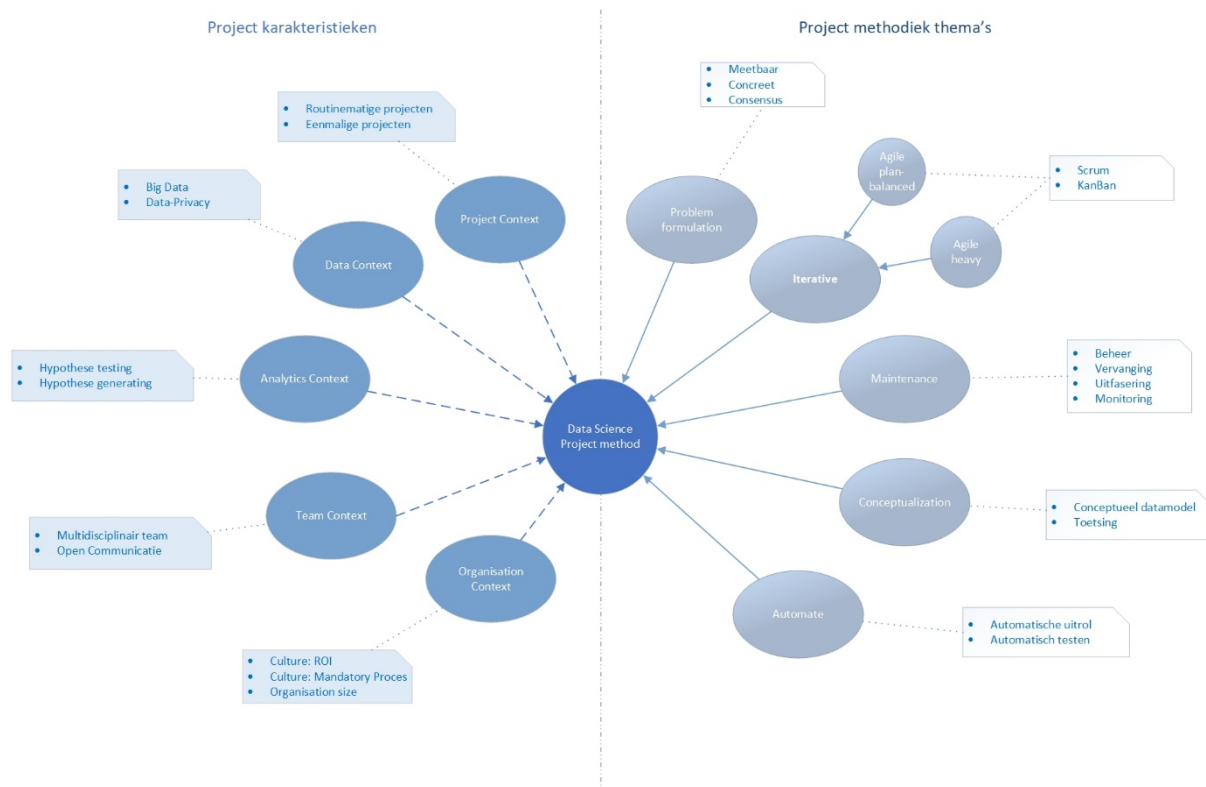 Project karakteristieken
Project methodiek thema's
Routinematige projecten
Eenmalige projecten
Big Data
Data-Privacy
Project Context
Data Context
Hypothese testing
Hypothese generating
Analytics Context
Multidisciplinair team
Open Communicatie
Team Context
Organisation
Context
Culture: ROI
Culture: Mandatory Proces
Organisation size
Data Science
Project method
Meetbaar
Concreet
Consensus
Problem
formulation
Agile
plan-
balanced
Scrum
KanBan
Agile
heavy
Iterative
Maintenance
Beheer
Vervanging
Uitfasering
Monitoring
Conceptualization
Conceptueel datamodel
Toetsing
Automate
Automatische uitrol
Automatisch testen